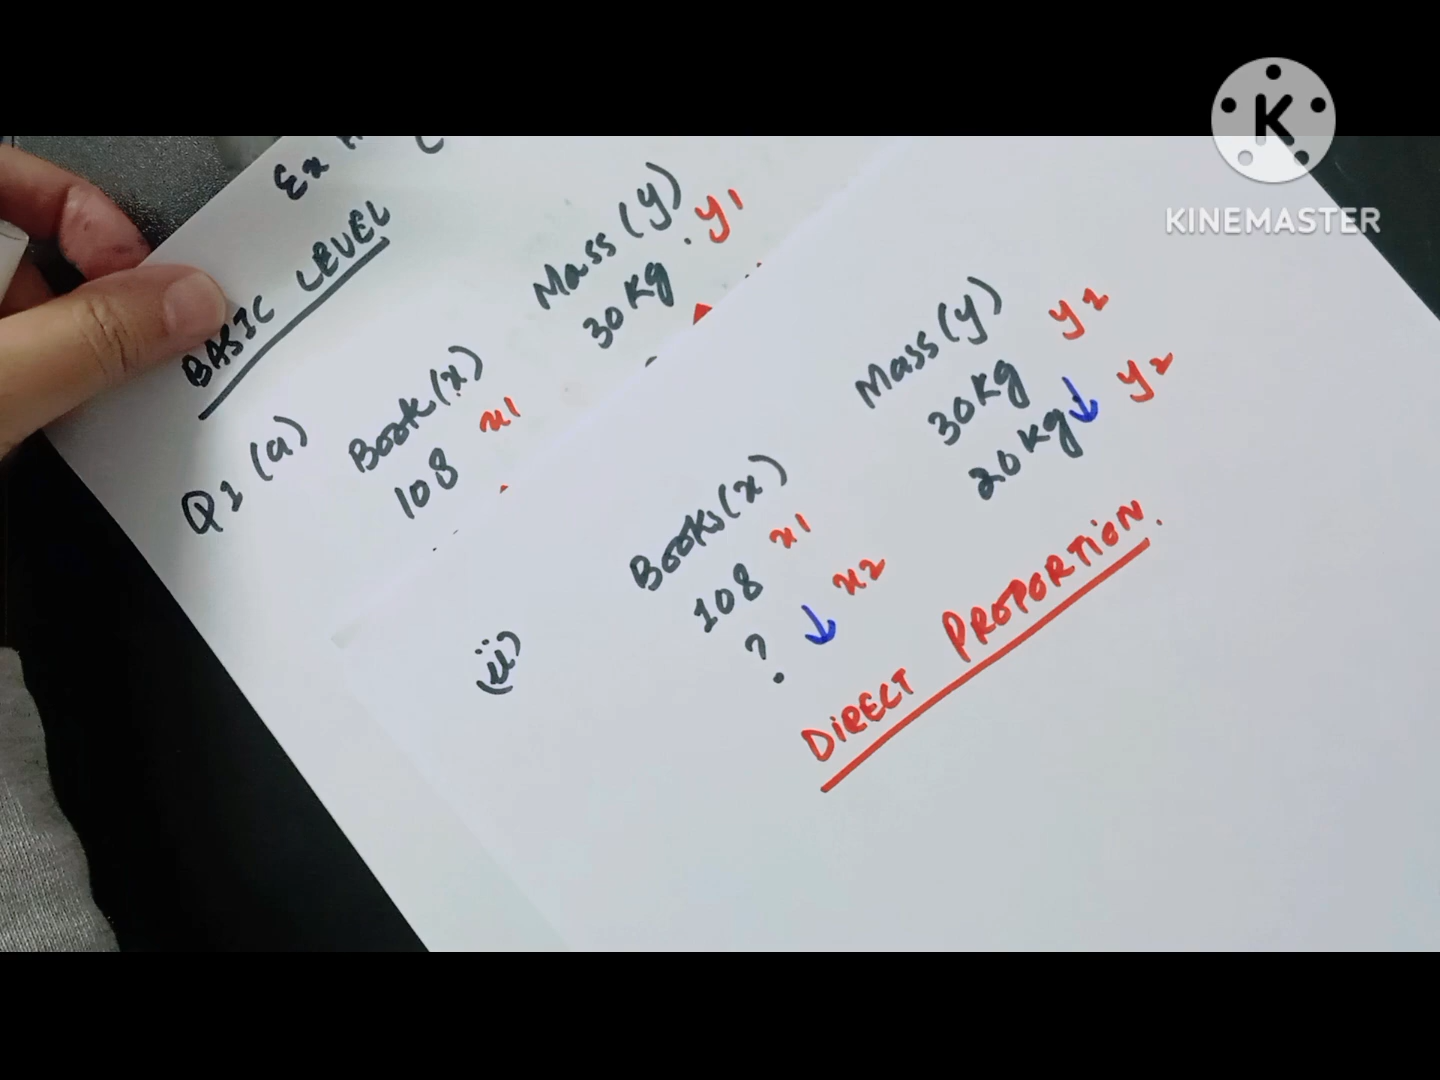 Ex
BASIC LEVEL
Q1 (a)
Book(x) Mass(y)
108 x1 30kg y1
(ii)
Books(x) Mass(y)
108 x1 30kg y1
? ↓ x2 20kg ↓ y2
DIRECT PROPORTION.
KINEMASTER